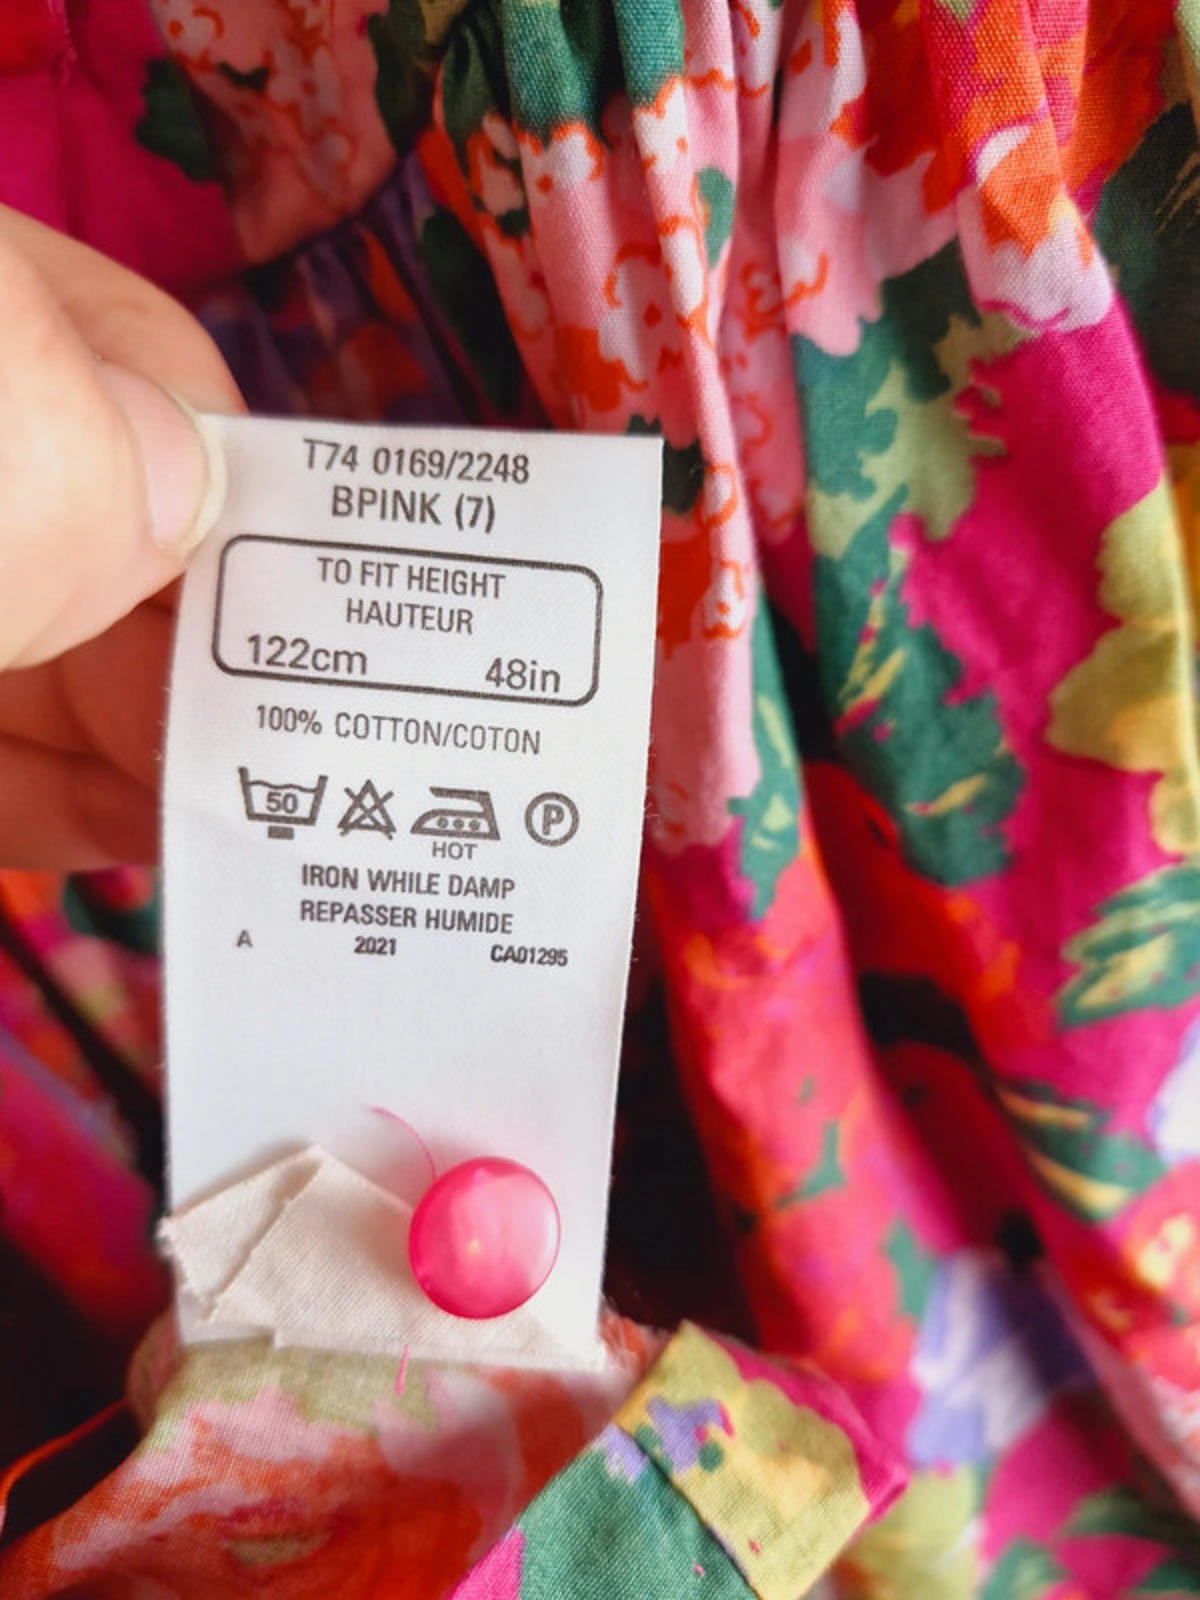 T74 0169/2248
BPINK (7)
TO FIT HEIGHT
HAUTEUR
122cm 48in
100% COTTON/COTON
50 P
HOT
IRON WHILE DAMP
REPASSER HUMIDE
A 2021 CA01295